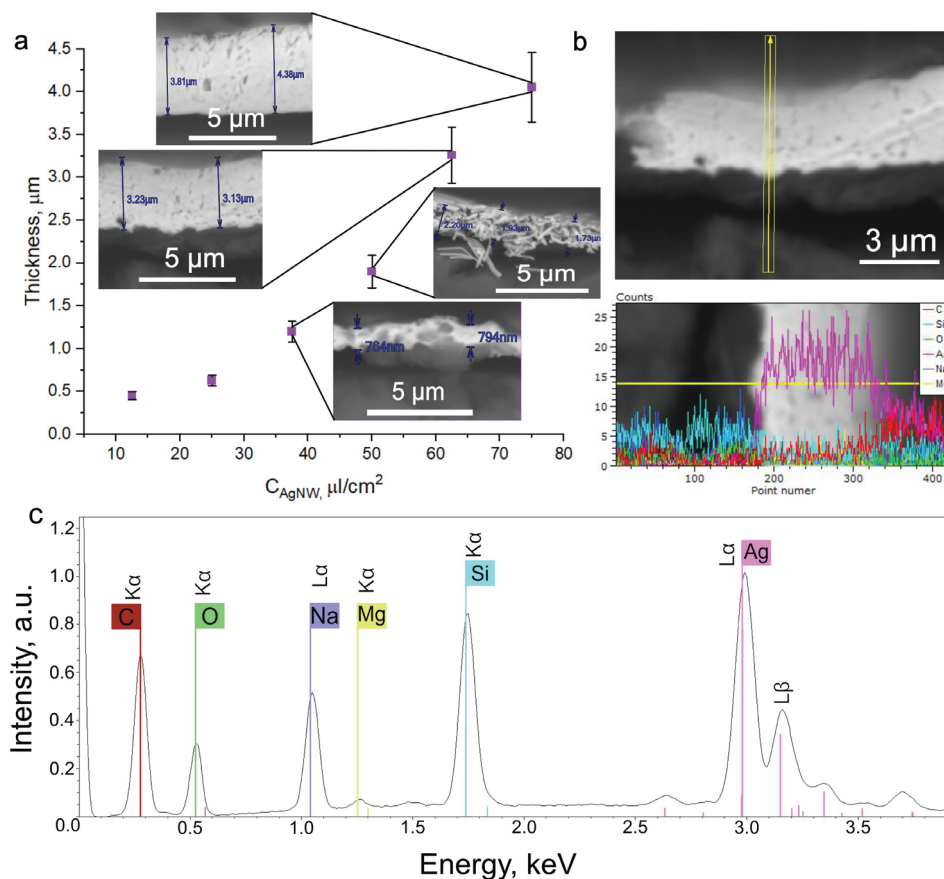 a
Thickness, µm
4.5
4.0
3.5
3.0
2.5
2.0
1.5
1.0
0.5
0.0
10 20 30 40 50 60 70 80
C_AgNW, µl/cm²
3.81µm
4.38µm
5 µm
3.23µm
3.13µm
5 µm
2.20µm
1.73µm
5 µm
784nm
794nm
5 µm
b
3 µm
Counts
25
20
15
10
5
0
100 200 300 400
Point numer
C
Si
O
Na
c
Intensity, a.u.
1.2
1.0
0.8
0.6
0.4
0.2
0.0 0.5 1.0 1.5 2.0 2.5 3.0 3.5
Energy, keV
Kα Kα Lα Kα Kα Lα Lβ
C O Na Mg Si Ag